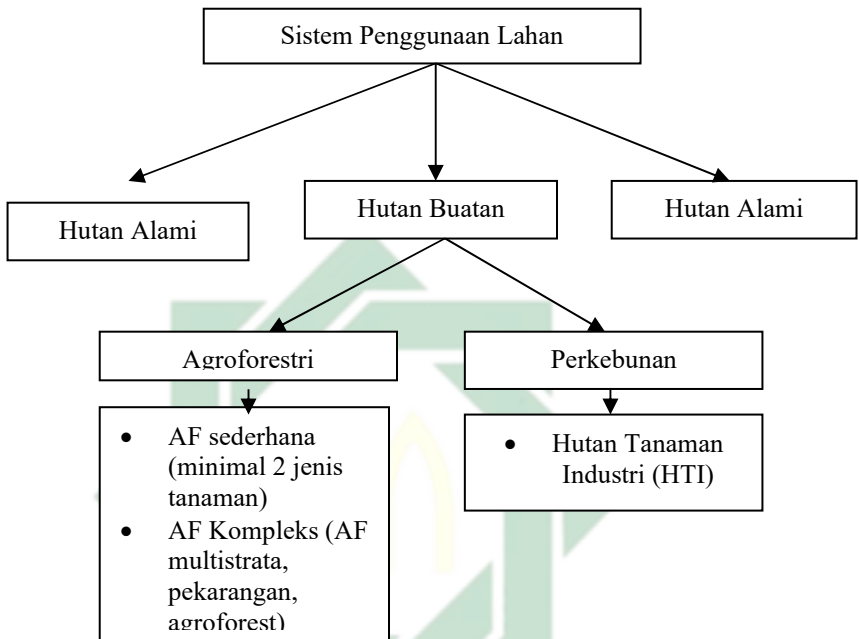 Sistem Penggunaan Lahan
Hutan Alami
Hutan Buatan
Hutan Alami
Agroforestri
Perkebunan
• AF sederhana
(minimal 2 jenis
tanaman)
• AF Kompleks (AF
multistrata,
pekarangan,
agroforest)
• Hutan Tanaman
Industri (HTI)